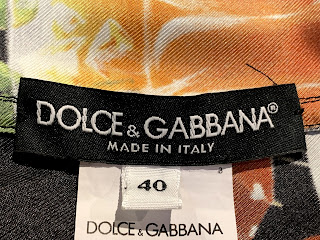 DOLCE & GABBANA®
MADE IN ITALY
40
DOLCE & GABBANA